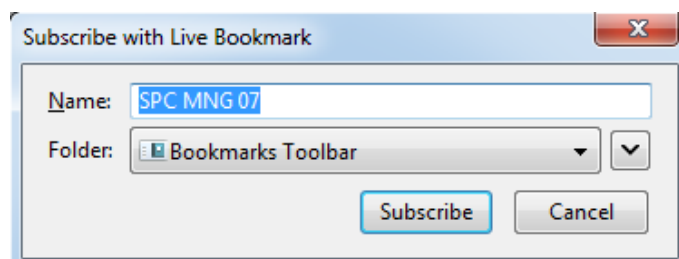 Subscribe with Live Bookmark
Name: SPC MNG 07
Folder: Bookmarks Toolbar
Subscribe Cancel